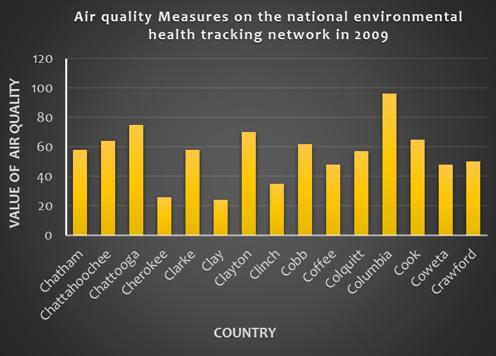 Air quality Measures on the national environmental
health tracking network in 2009
VALUE OF AIR QUALITY
120
100
80
60
40
20
0
Chatham
Chattahoochee
Chattooga
Cherokee
Clarke
Clay
Clayton
Clinch
Cobb
Coffee
Colquitt
Columbia
Cook
Coweta
Crawford
COUNTRY